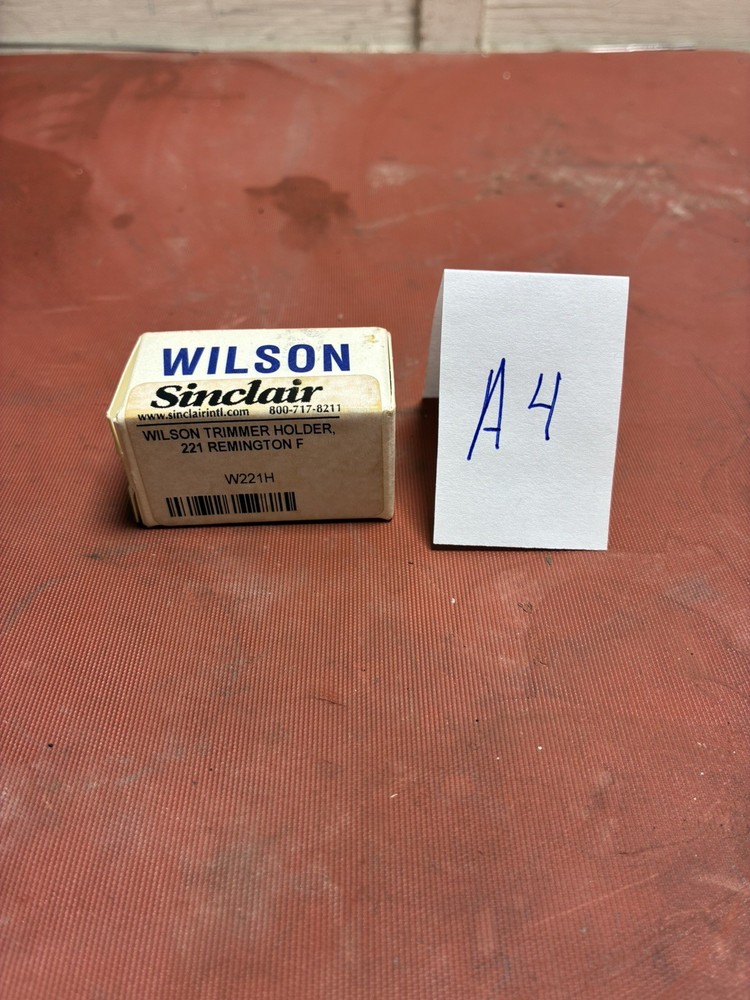 WILSON
Sinclair
www.sinclairintl.com 800-717-8211
WILSON TRIMMER HOLDER,
221 REMINGTON F
W221H
A4